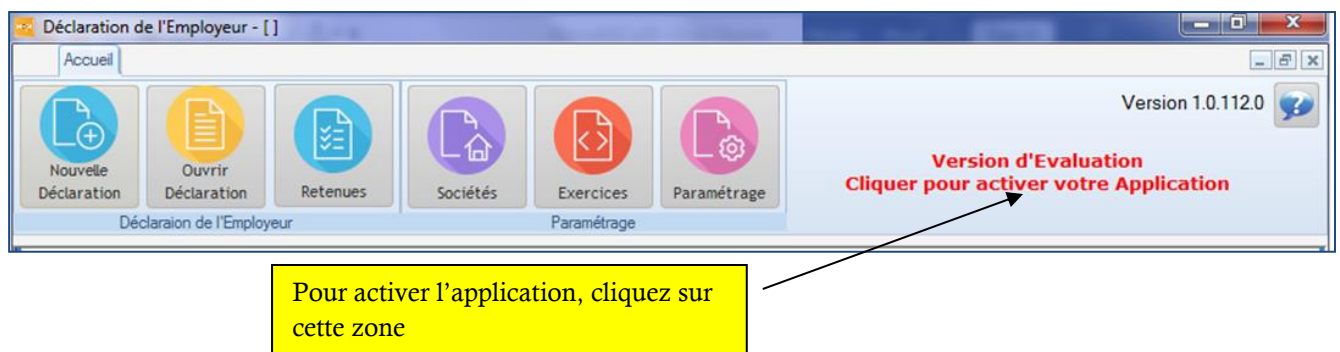 Déclaration de l'Employeur - [ ]
Accueil
Version 1.0.112.0
Nouvelle
Déclaration
Ouvrir
Déclaration
Retenues
Sociétés
Exercices
Paramétrage
Version d'Evaluation
Cliquer pour activer votre Application
Déclaraion de l'Employeur
Paramétrage
Pour activer l’application, cliquez sur
cette zone